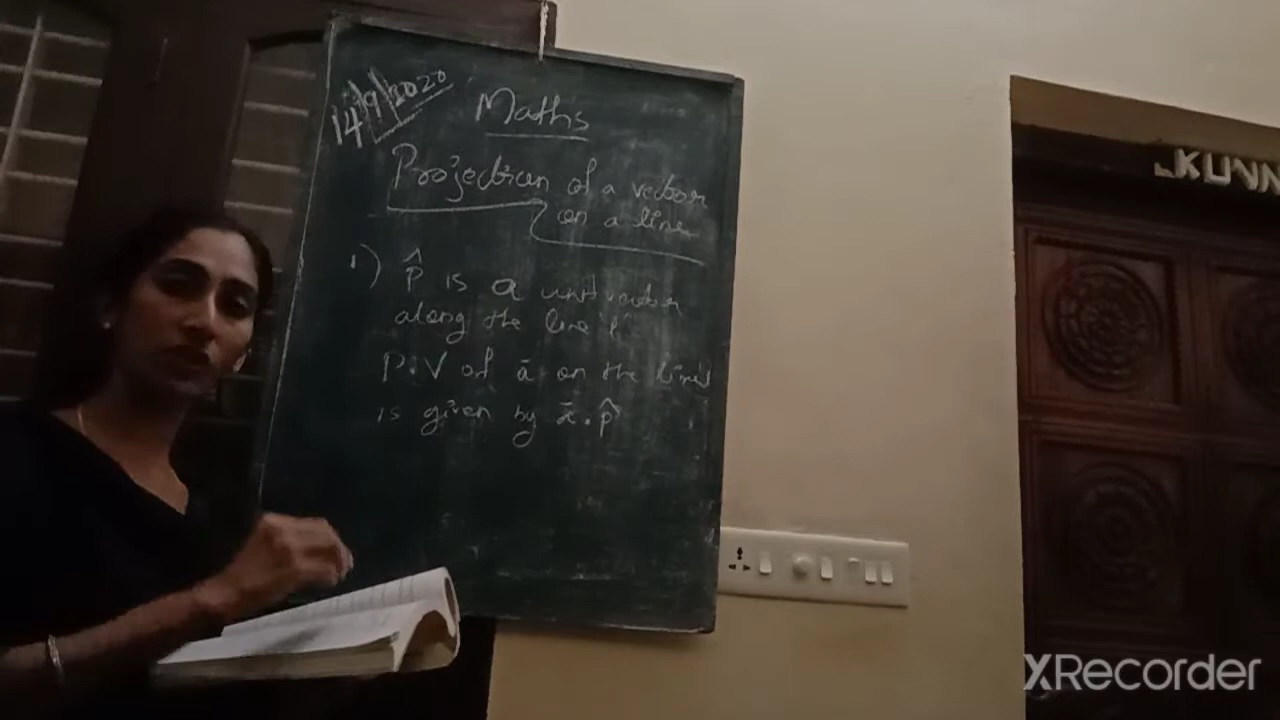 14/9/2020
Maths
Projection of a vector
on a line
1) p̂ is a unit vector
along the line 'l'
P.V of ā on the line l
is given by ā . p̂
KUNN
XRecorder